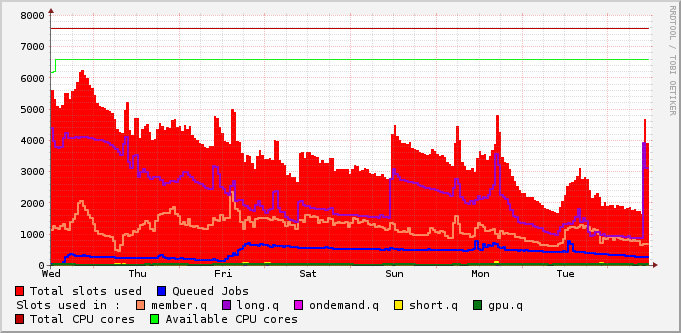 8000
7000
6000
5000
4000
3000
2000
1000
0
Wed Thu Fri Sat Sun Mon Tue
RRDTOOL / TOBI OETIKER
Total slots used Queued Jobs
Slots used in : member.q long.q ondemand.q short.q gpu.q
Total CPU cores Available CPU cores